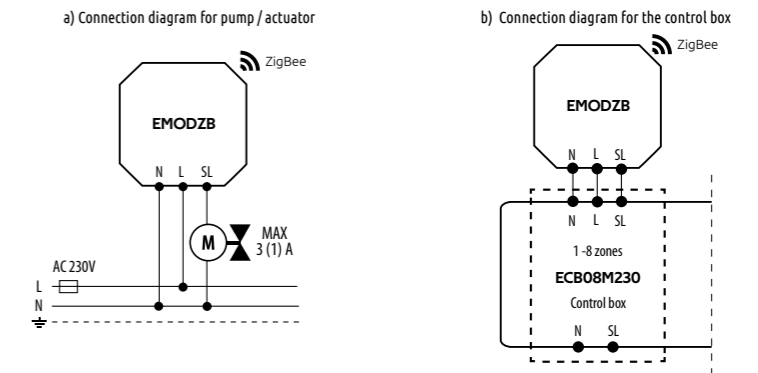 a) Connection diagram for pump / actuator
ZigBee
EMODZB
N L SL
M
MAX
3 (1) A
AC 230V
L
N
b) Connection diagram for the control box
ZigBee
EMODZB
N L SL
N L SL
1 -8 zones
ECB08M230
Control box
N SL